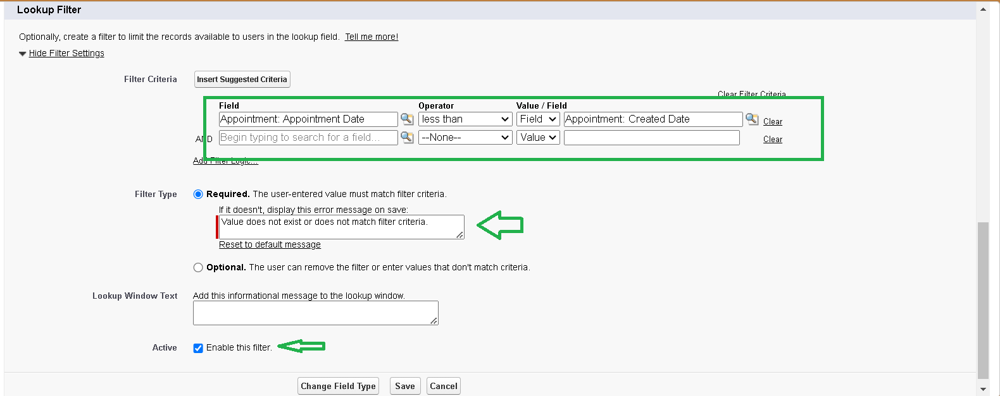 Lookup Filter
Optionally, create a filter to limit the records available to users in the lookup field. Tell me more!
Hide Filter Settings
Filter Criteria Insert Suggested Criteria
Clear Filter Criteria
Field Operator Value / Field
Appointment: Appointment Date less than Field Appointment: Created Date Clear
AND Begin typing to search for a field... --None-- Value Clear
Add Filter Logic...
Filter Type Required. The user-entered value must match filter criteria.
If it doesn't, display this error message on save:
Value does not exist or does not match filter criteria.
Reset to default message
Optional. The user can remove the filter or enter values that don't match criteria.
Lookup Window Text Add this informational message to the lookup window.
Active Enable this filter.
Change Field Type Save Cancel